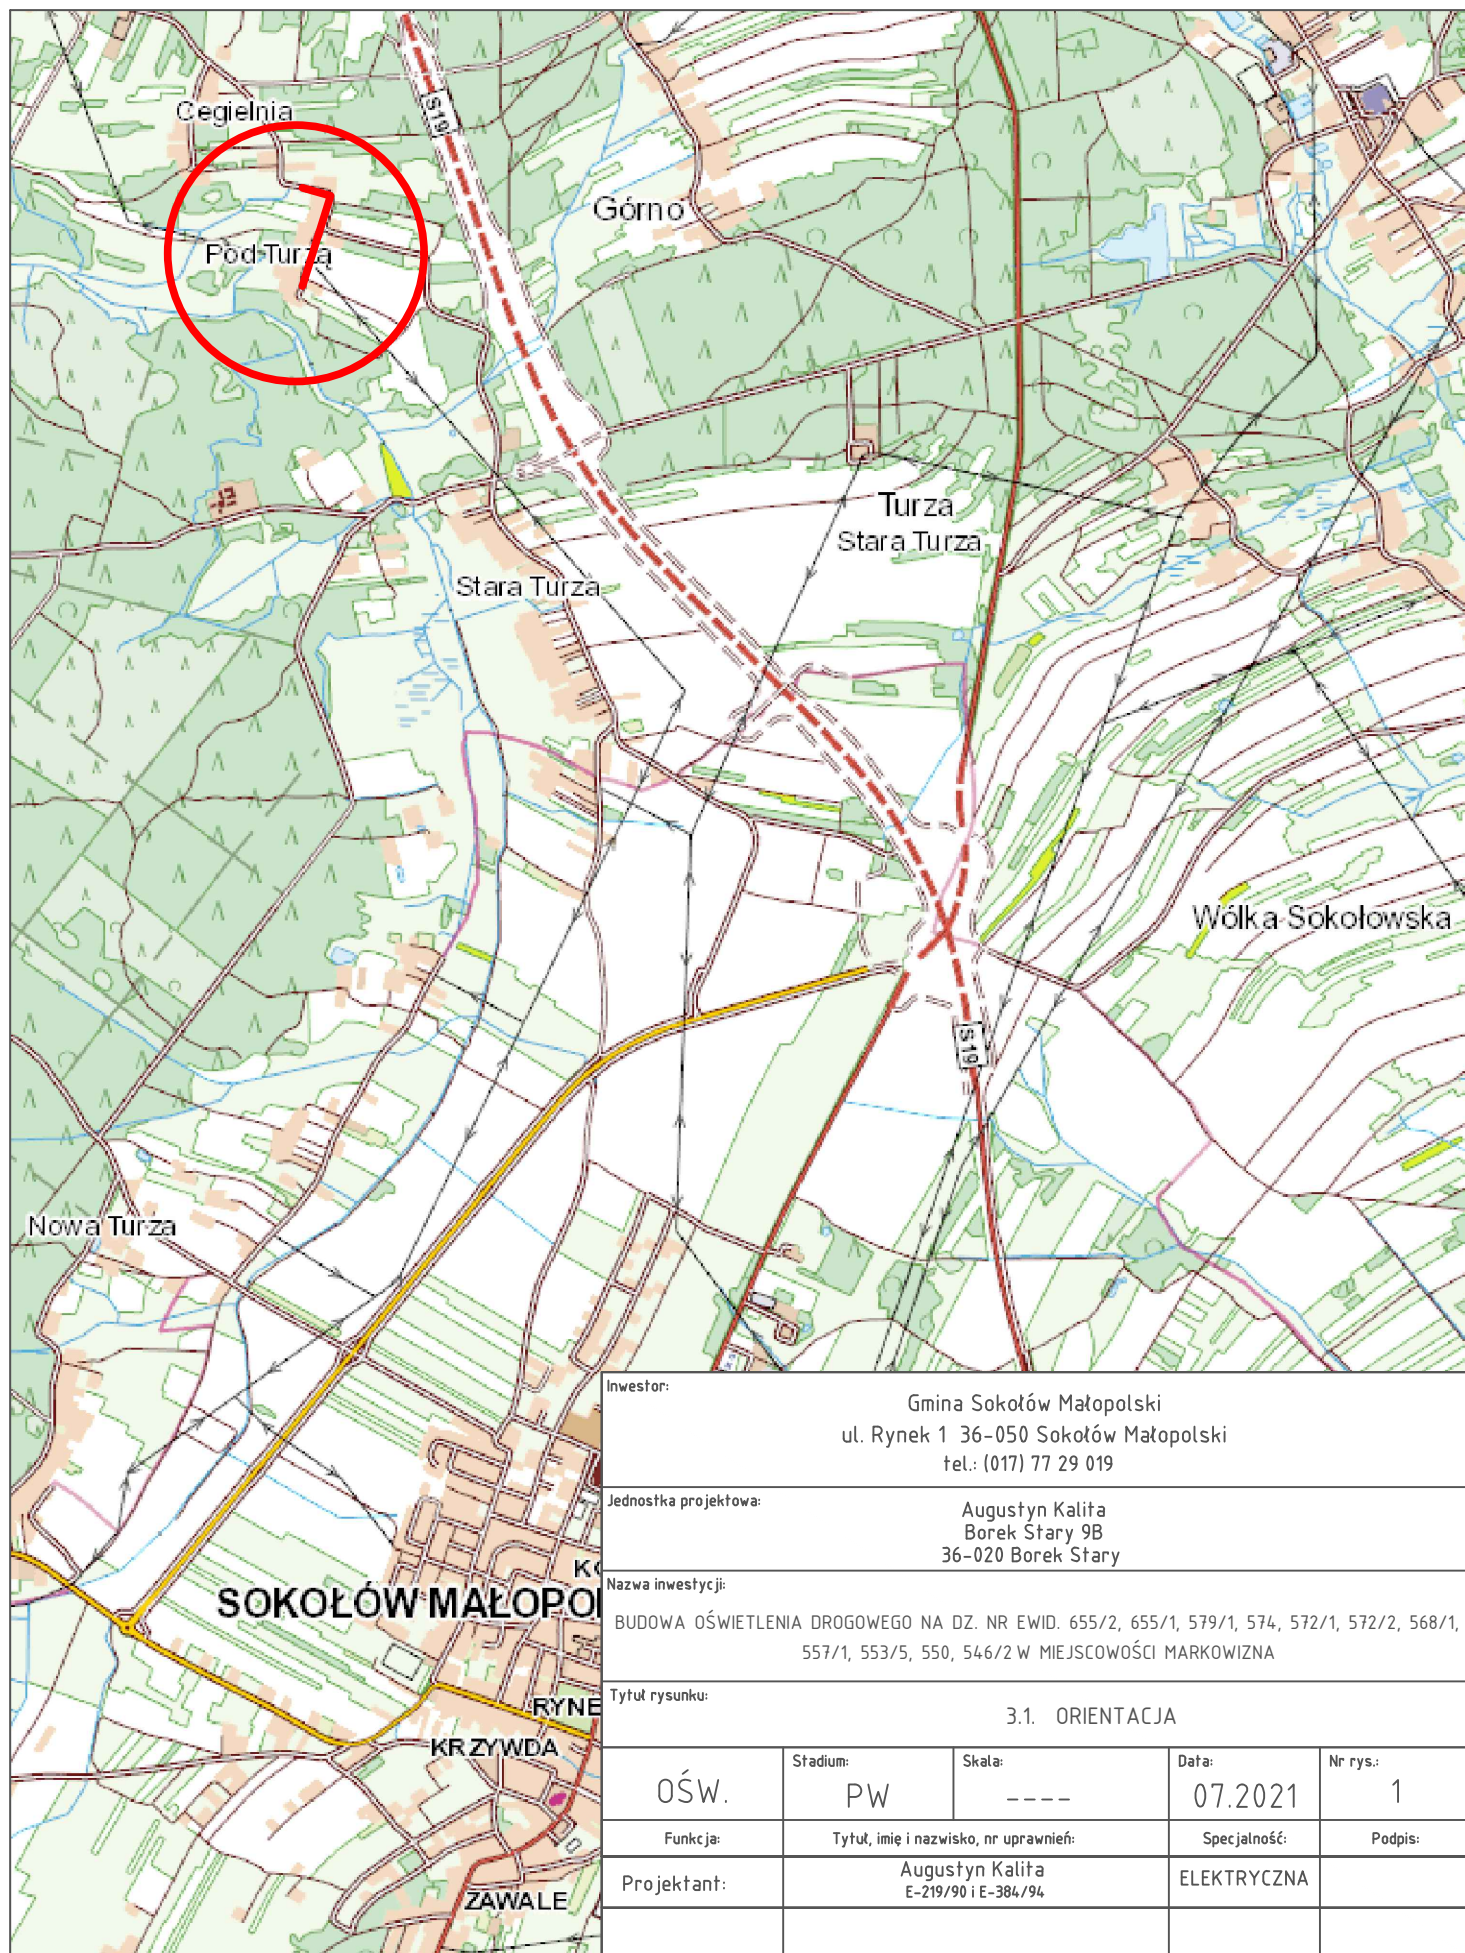 S19
Cegielnia
Górno
Pod Turzą
Turza
Stara Turza
Stara Turza
Wólka Sokołowska
S19
Nowa Turza
SOKOŁÓW MAŁOPO
RYNE
KRZYWDA
ZAWALE
Inwestor:
Gmina Sokołów Małopolski
ul. Rynek 1 36-050 Sokołów Małopolski
tel.: (017) 77 29 019
Jednostka projektowa:
Augustyn Kalita
Borek Stary 9B
36-020 Borek Stary
Nazwa inwestycji:
BUDOWA OŚWIETLENIA DROGOWEGO NA DZ. NR EWID. 655/2, 655/1, 579/1, 574, 572/1, 572/2, 568/1,
557/1, 553/5, 550, 546/2 W MIEJSCOWOŚCI MARKOWIZNA
Tytuł rysunku:
3.1. ORIENTACJA
OŚW.
Stadium:
PW
Skala:
----
Data:
07.2021
Nr rys.:
1
Funkcja:
Tytuł, imię i nazwisko, nr uprawnień:
Specjalność:
Podpis:
Projektant:
Augustyn Kalita
E-219/90 i E-384/94
ELEKTRYCZNA